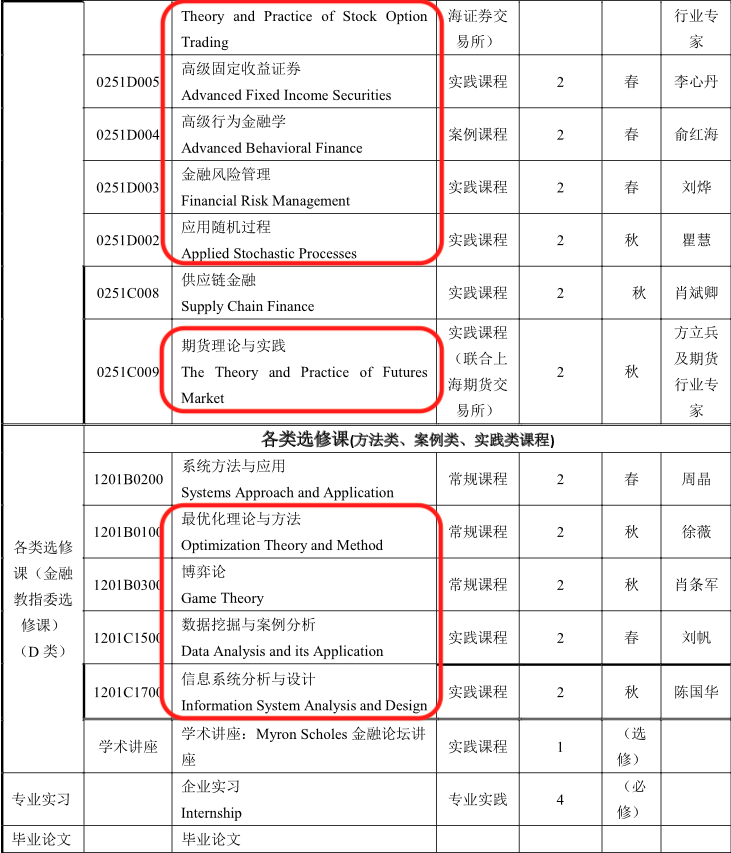 Theory and Practice of Stock Option
Trading
海证券交
易所）
行业专
家
0251D005
高级固定收益证券
Advanced Fixed Income Securities
实践课程
2
春
李心丹
0251D004
高级行为金融学
Advanced Behavioral Finance
案例课程
2
春
俞红海
0251D003
金融风险管理
Financial Risk Management
实践课程
2
春
刘烨
0251D002
应用随机过程
Applied Stochastic Processes
实践课程
2
秋
瞿慧
0251C008
供应链金融
Supply Chain Finance
实践课程
2
秋
肖斌卿
0251C009
期货理论与实践
The Theory and Practice of Futures
Market
实践课程
（联合上
海期货交
易所）
2
秋
方立兵
及期货
行业专
家
各类选修课(方法类、案例类、实践类课程)
各类选修
课（金融
教指委选
修课）
（D 类）
1201B0200
系统方法与应用
Systems Approach and Application
常规课程
2
春
周晶
1201B0100
最优化理论与方法
Optimization Theory and Method
常规课程
2
秋
徐薇
1201B0300
博弈论
Game Theory
常规课程
2
秋
肖条军
1201C1500
数据挖掘与案例分析
Data Analysis and its Application
实践课程
2
春
刘帆
1201C1700
信息系统分析与设计
Information System Analysis and Design
实践课程
2
秋
陈国华
学术讲座
学术讲座：Myron Scholes 金融论坛讲
座
实践课程
1
（选
修）
专业实习
企业实习
Internship
专业实践
4
（必
修）
毕业论文
毕业论文